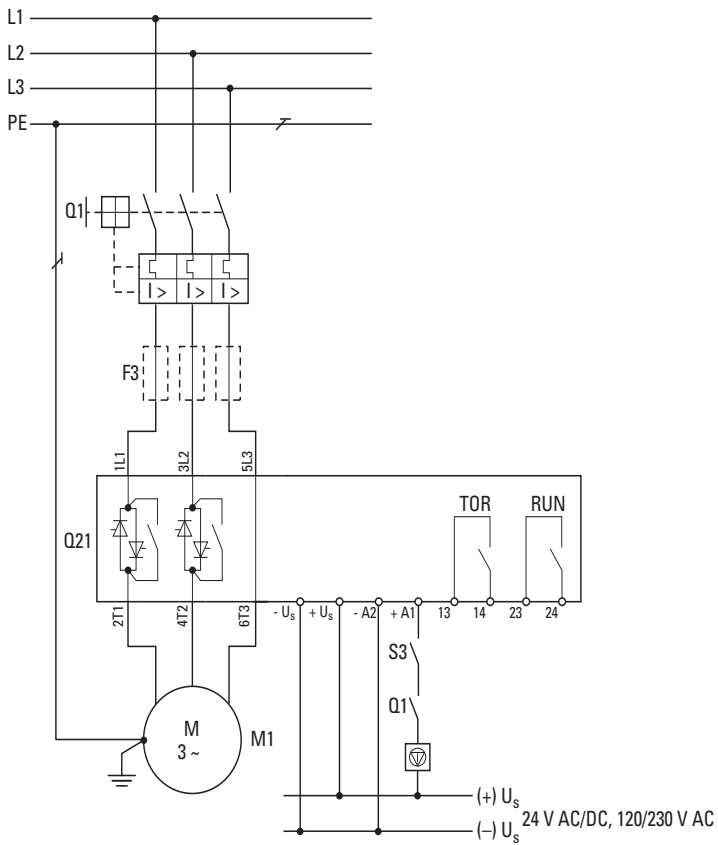 L1
L2
L3
PE
Q1
I > I > I >
F3
1L1 3L2 5L3
TOR RUN
Q21
2T1 4T2 6T3 - Us + Us - A2 + A1 13 14 23 24
S3
Q1
M
3 ~
M1
(+) Us
24 V AC/DC, 120/230 V AC
(–) Us